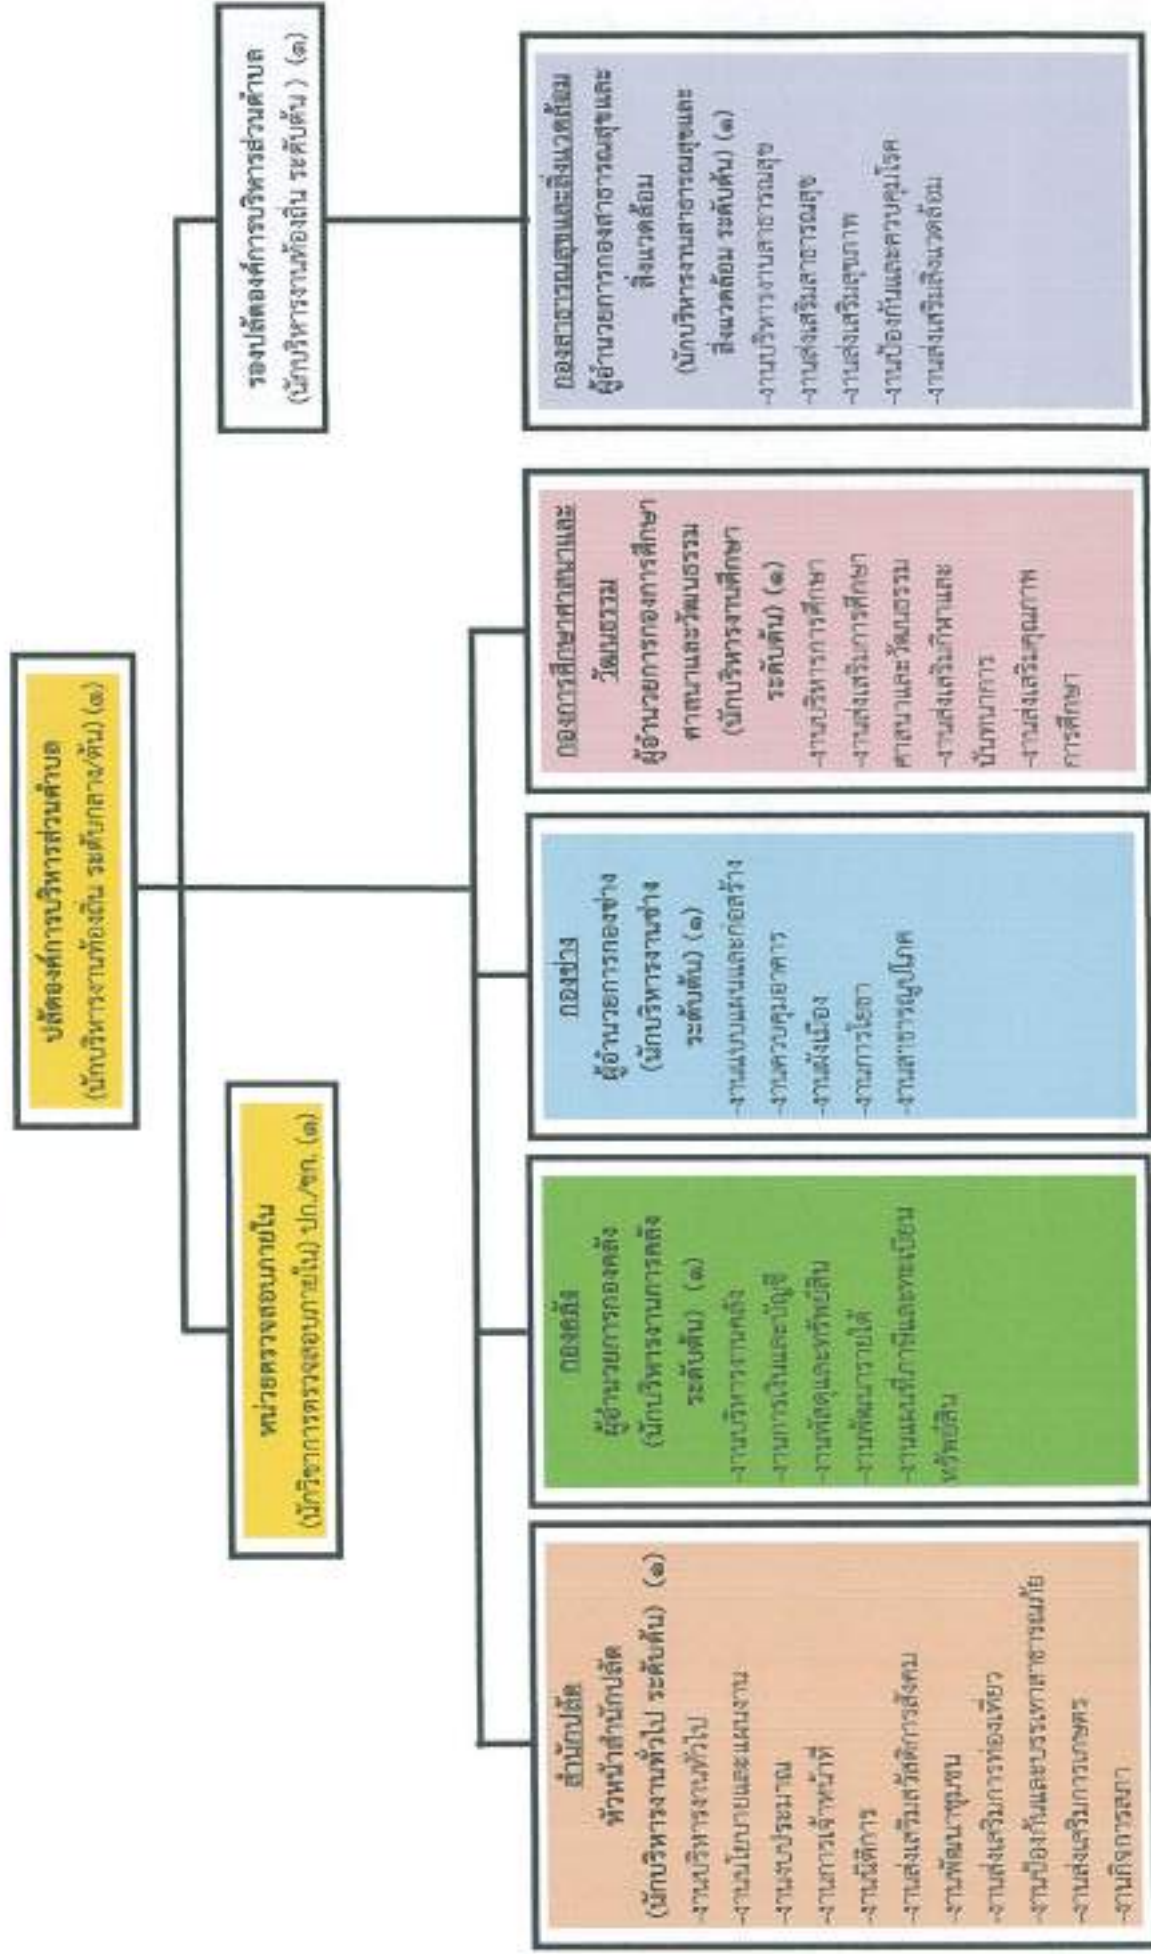 ปลัดองค์การบริหารส่วนตำบล
(นักบริหารงานท้องถิ่น ระดับกลาง/ต้น) (๑)
หน่วยตรวจสอบภายใน
(นักวิชาการตรวจสอบภายใน) ปก./ชก. (๑)
รองปลัดองค์การบริหารส่วนตำบล
(นักบริหารงานท้องถิ่น ระดับต้น ) (๑)
สำนักปลัด
หัวหน้าสำนักปลัด
(นักบริหารงานทั่วไป ระดับต้น) (๑)
-งานบริหารงานทั่วไป
-งานนโยบายและแผนงาน
-งานงบประมาณ
-งานการเจ้าหน้าที่
-งานนิติการ
-งานส่งเสริมสวัสดิการสังคม
-งานพัฒนาชุมชน
-งานส่งเสริมการท่องเที่ยว
-งานป้องกันและบรรเทาสาธารณภัย
-งานส่งเสริมการเกษตร
-งานกิจการสภา
กองคลัง
ผู้อำนวยการกองคลัง
(นักบริหารงานการคลัง
ระดับต้น) (๑)
-งานบริหารงานคลัง
-งานการเงินและบัญชี
-งานพัสดุและทรัพย์สิน
-งานพัฒนารายได้
-งานแผนที่ภาษีและทะเบียน
ทรัพย์สิน
กองช่าง
ผู้อำนวยการกองช่าง
(นักบริหารงานช่าง
ระดับต้น) (๑)
-งานแบบแผนและก่อสร้าง
-งานควบคุมอาคาร
-งานผังเมือง
-งานการโยธา
-งานสาธารณูปโภค
กองการศึกษาศาสนาและ
วัฒนธรรม
ผู้อำนวยการกองการศึกษา
ศาสนาและวัฒนธรรม
(นักบริหารงานศึกษา
ระดับต้น) (๑)
-งานบริหารการศึกษา
-งานส่งเสริมการศึกษา
ศาสนาและวัฒนธรรม
-งานส่งเสริมกีฬาและ
นันทนาการ
-งานส่งเสริมคุณภาพ
การศึกษา
กองสาธารณสุขและสิ่งแวดล้อม
ผู้อำนวยการกองสาธารณสุขและ
สิ่งแวดล้อม
(นักบริหารงานสาธารณสุขและ
สิ่งแวดล้อม ระดับต้น) (๑)
-งานบริหารงานสาธารณสุข
-งานส่งเสริมสาธารณสุข
-งานส่งเสริมสุขภาพ
-งานป้องกันและควบคุมโรค
-งานส่งเสริมสิ่งแวดล้อม